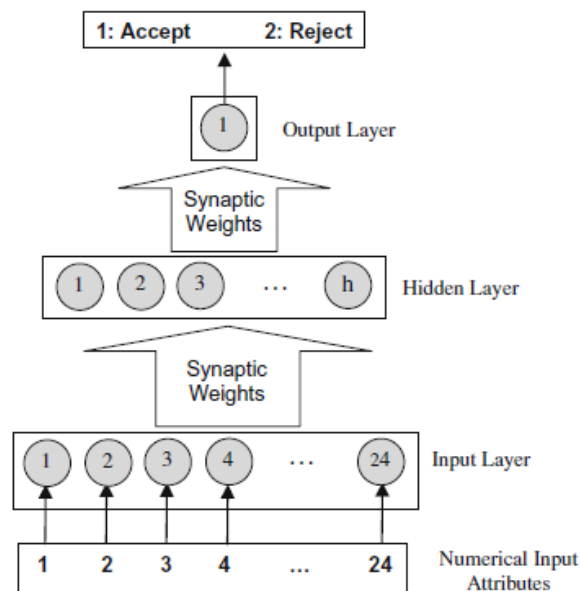 1: Accept 2: Reject
1
Output Layer
Synaptic
Weights
1 2 3 ... h
Hidden Layer
Synaptic
Weights
1 2 3 4 ... 24
Input Layer
1 2 3 4 ... 24
Numerical Input
Attributes